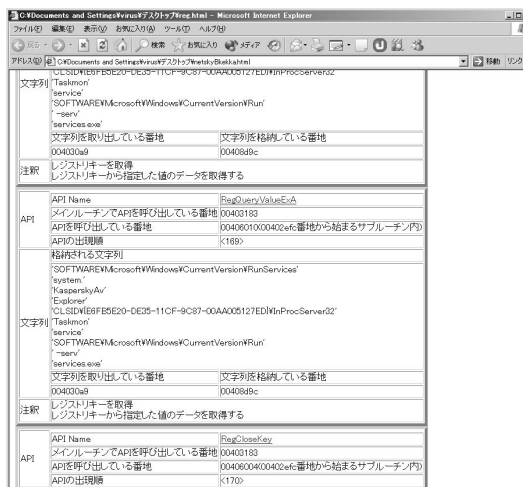 C:¥Documents and Settings¥virus¥デスクトップ¥reg.html - Microsoft Internet Explorer
ファイル(F) 編集(E) 表示(V) お気に入り(A) ツール(T) ヘルプ(H)
戻る 検索 お気に入り メディア
アドレス(D) C:¥Documents and Settings¥virus¥デスクトップ¥netskyBkekka.html 移動 リンク
'CLSID¥{E6FB5E20-DE35-11CF-9C87-00AA005127ED}¥InProcServer32'
文字列 'Taskmon'
'service'
'SOFTWARE¥Microsoft¥Windows¥CurrentVersion¥Run'
' -serv'
'services.exe'
文字列を取り出している番地 文字列を格納している番地
004030a9 00408d9c
注釈 レジストリキーを取得
レジストリキーから指定した値のデータを取得する
API API Name RegQueryValueExA
メインルーチンでAPIを呼び出している番地 00403183
APIを呼び出している番地 00406010(00402efc番地から始まるサブルーチン内)
APIの出現順 <169>
格納される文字列
文字列 'SOFTWARE¥Microsoft¥Windows¥CurrentVersion¥RunServices'
'system.'
'KasperskyAv'
'Explorer'
'CLSID¥{E6FB5E20-DE35-11CF-9C87-00AA005127ED}¥InProcServer32'
'Taskmon'
'service'
'SOFTWARE¥Microsoft¥Windows¥CurrentVersion¥Run'
' -serv'
'services.exe'
文字列を取り出している番地 文字列を格納している番地
004030a9 00408d9c
注釈 レジストリキーを取得
レジストリキーから指定した値のデータを取得する
API API Name RegCloseKey
メインルーチンでAPIを呼び出している番地 00403183
APIを呼び出している番地 00406004(00402efc番地から始まるサブルーチン内)
APIの出現順 <170>